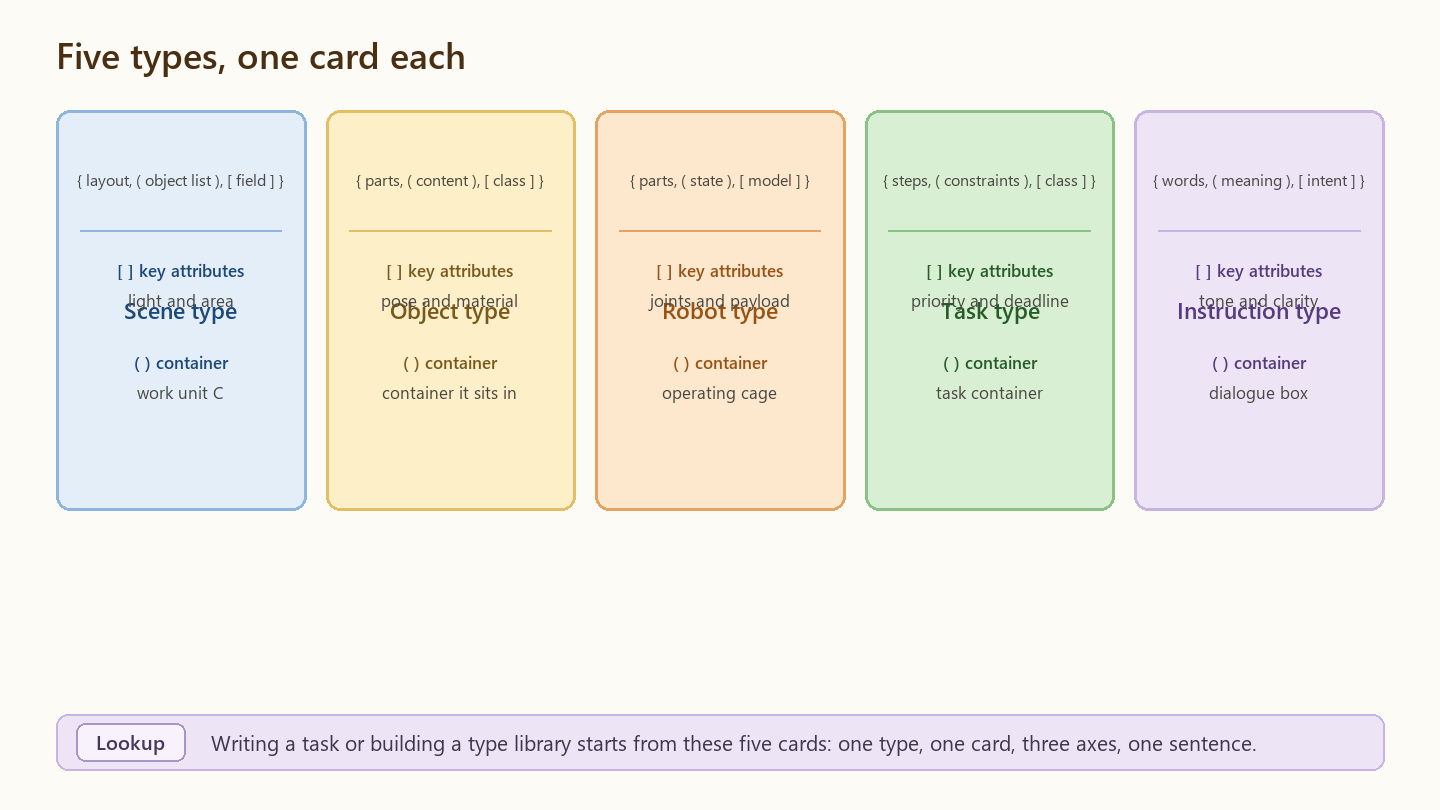 Five types, one card each
{ layout, ( object list ), [ field ] }
[ ] key attributes
light and area
Scene type
( ) container
work unit C
{ parts, ( content ), [ class ] }
[ ] key attributes
pose and material
Object type
( ) container
container it sits in
{ parts, ( state ), [ model ] }
[ ] key attributes
joints and payload
Robot type
( ) container
operating cage
{ steps, ( constraints ), [ class ] }
[ ] key attributes
priority and deadline
Task type
( ) container
task container
{ words, ( meaning ), [ intent ] }
[ ] key attributes
tone and clarity
Instruction type
( ) container
dialogue box
Lookup
Writing a task or building a type library starts from these five cards: one type, one card, three axes, one sentence.